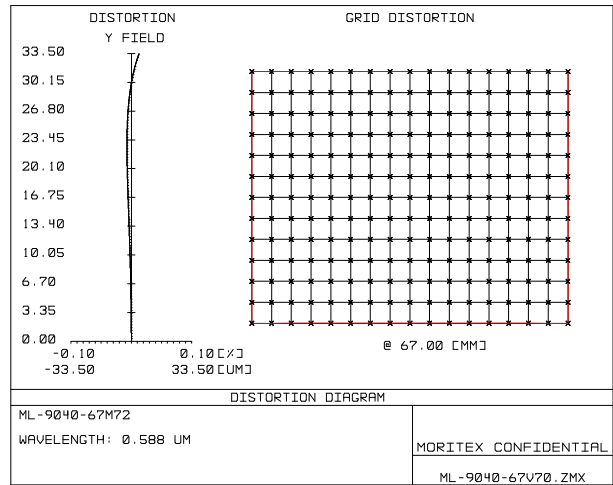 DISTORTION
Y FIELD
GRID DISTORTION
33.50
30.15
26.80
23.45
20.10
16.75
13.40
10.05
6.70
3.35
0.00
-0.10 0.10[%]
-33.50 33.50[UM]
@ 67.00 [MM]
DISTORTION DIAGRAM
ML-9040-67M72
WAVELENGTH: 0.588 UM
MORITEX CONFIDENTIAL
ML-9040-67V70.ZMX